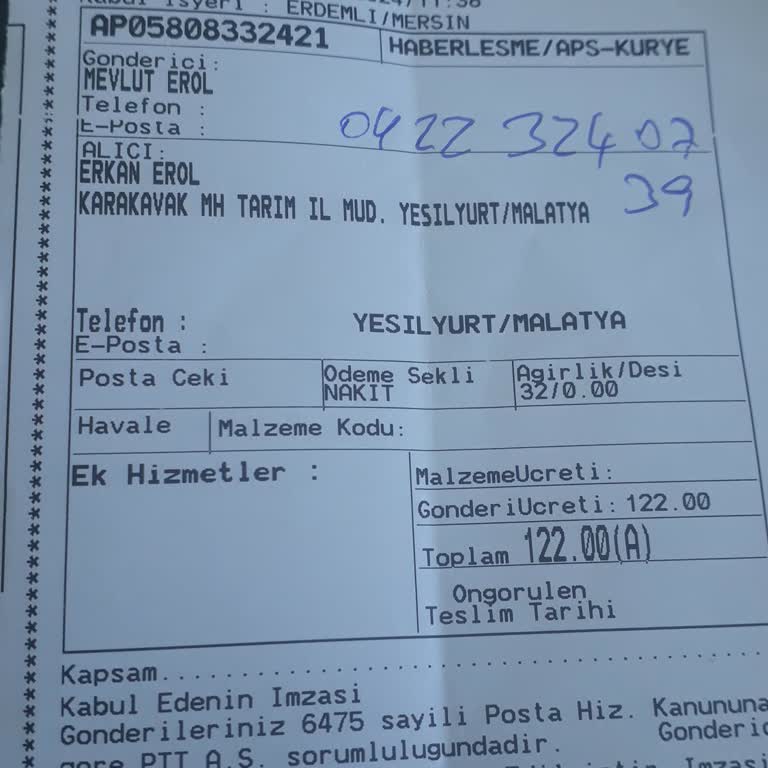 Kabul Isyeri : ERDEMLI/MERSIN
AP05808332421
HABERLESME/APS-KURYE
Gonderici:
MEVLUT EROL
Telefon :
E-Posta :
0422 324 07
39
ALICI:
ERKAN EROL
KARAKAVAK MH TARIM IL MUD. YESILYURT/MALATYA
Telefon :
YESILYURT/MALATYA
E-Posta :
Posta Ceki
Odeme Sekli
NAKIT
Agirlik/Desi
32/0.00
Havale
Malzeme Kodu:
Ek Hizmetler :
MalzemeUcreti:
GonderiUcreti: 122.00
Toplam 122.00(A)
Ongorulen
Teslim Tarihi
Kapsam
Kabul Edenin Imzasi
Gonderileriniz 6475 sayili Posta Hiz. Kanununa
gore PTT A.S. sorumlulugundadir.